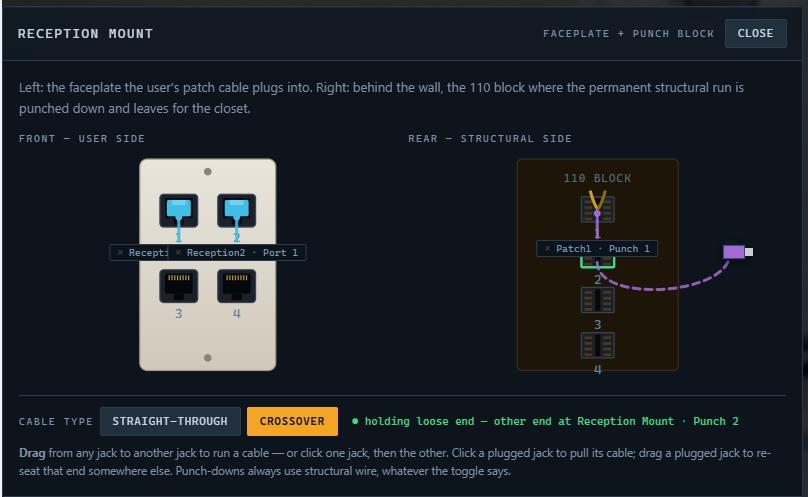 RECEPTION MOUNT
FACEPLATE + PUNCH BLOCK
CLOSE
Left: the faceplate the user's patch cable plugs into. Right: behind the wall, the 110 block where the permanent structural run is
punched down and leaves for the closet.
FRONT — USER SIDE
REAR — STRUCTURAL SIDE
1
2
× Recepti
× Reception2 · Port 1
3
4
110 BLOCK
1
× Patch1 · Punch 1
2
3
4
CABLE TYPE
STRAIGHT-THROUGH
CROSSOVER
● holding loose end — other end at Reception Mount · Punch 2
Drag from any jack to another jack to run a cable — or click one jack, then the other. Click a plugged jack to pull its cable; drag a plugged jack to re-
seat that end somewhere else. Punch-downs always use structural wire, whatever the toggle says.